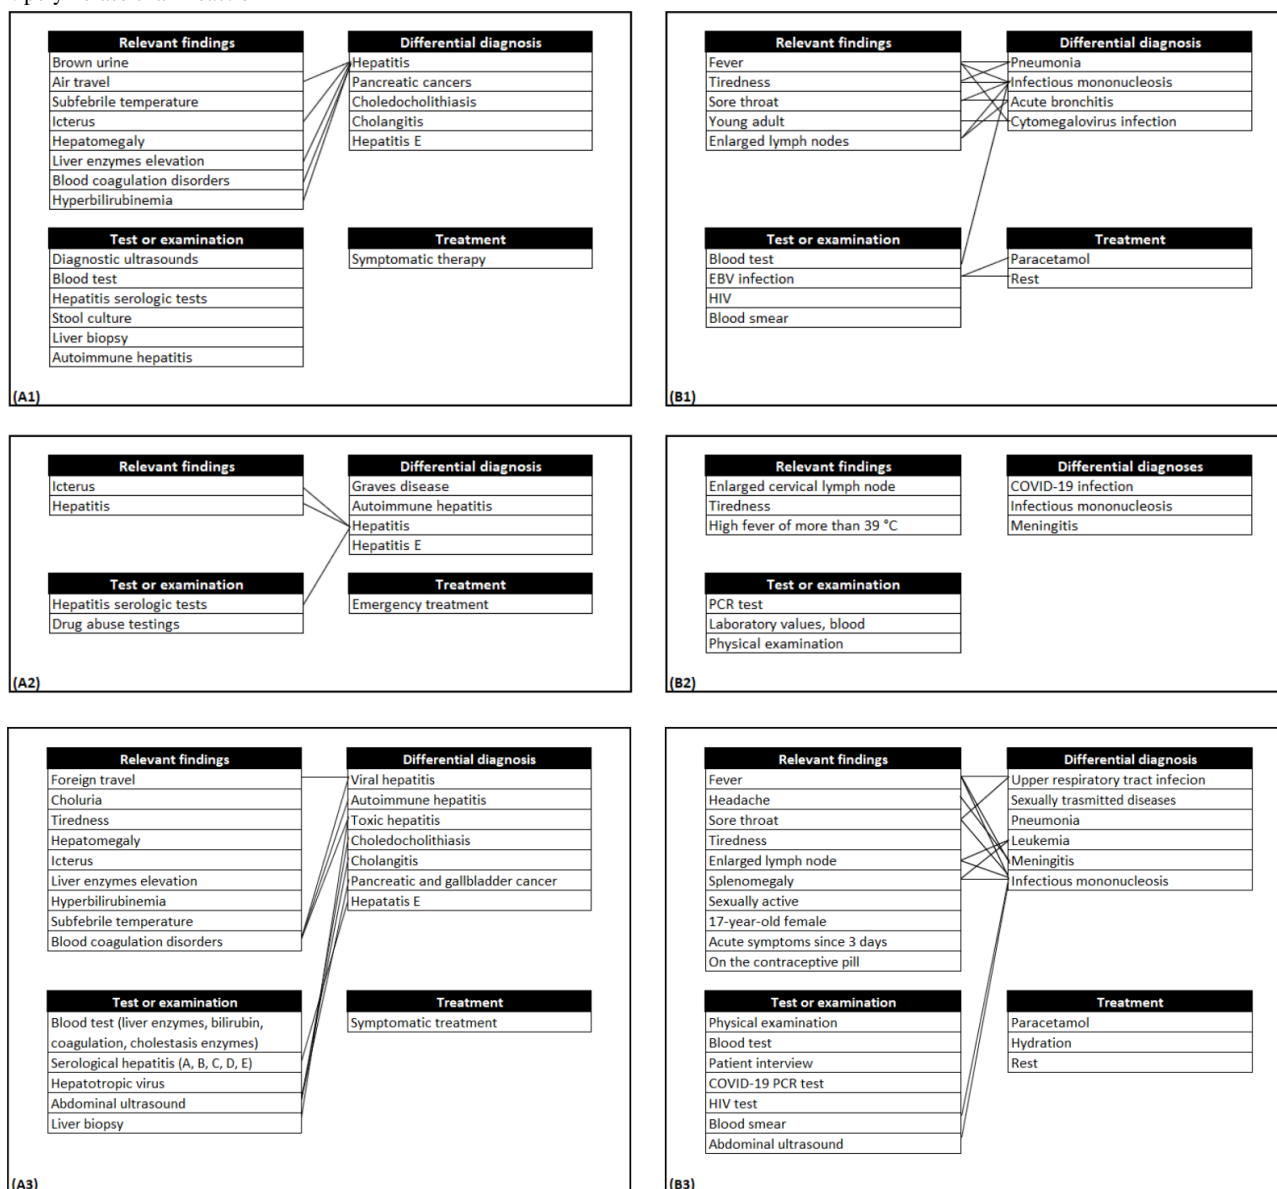 Relevant findings
Brown urine
Air travel
Subfebrile temperature
Icterus
Hepatomegaly
Liver enzymes elevation
Blood coagulation disorders
Hyperbilirubinemia
Differential diagnosis
Hepatitis
Pancreatic cancers
Choledocholithiasis
Cholangitis
Hepatitis E
Test or examination
Diagnostic ultrasounds
Blood test
Hepatitis serologic tests
Stool culture
Liver biopsy
Autoimmune hepatitis
Treatment
Symptomatic therapy
(A1)
Relevant findings
Fever
Tiredness
Sore throat
Young adult
Enlarged lymph nodes
Differential diagnosis
Pneumonia
Infectious mononucleosis
Acute bronchitis
Cytomegalovirus infection
Test or examination
Blood test
EBV infection
HIV
Blood smear
Treatment
Paracetamol
Rest
(B1)
Relevant findings
Icterus
Hepatitis
Differential diagnosis
Graves disease
Autoimmune hepatitis
Hepatitis
Hepatitis E
Test or examination
Hepatitis serologic tests
Drug abuse testings
Treatment
Emergency treatment
(A2)
Relevant findings
Enlarged cervical lymph node
Tiredness
High fever of more than 39 °C
Differential diagnoses
COVID-19 infection
Infectious mononucleosis
Meningitis
Test or examination
PCR test
Laboratory values, blood
Physical examination
(B2)
Relevant findings
Foreign travel
Choluria
Tiredness
Hepatomegaly
Icterus
Liver enzymes elevation
Hyperbilirubinemia
Subfebrile temperature
Blood coagulation disorders
Differential diagnosis
Viral hepatitis
Autoimmune hepatitis
Toxic hepatitis
Choledocholithiasis
Cholangitis
Pancreatic and gallbladder cancer
Hepatatis E
Test or examination
Blood test (liver enzymes, bilirubin,
coagulation, cholestasis enzymes)
Serological hepatitis (A, B, C, D, E)
Hepatotropic virus
Abdominal ultrasound
Liver biopsy
Treatment
Symptomatic treatment
(A3)
Relevant findings
Fever
Headache
Sore throat
Tiredness
Enlarged lymph node
Splenomegaly
Sexually active
17-year-old female
Acute symptoms since 3 days
On the contraceptive pill
Differential diagnosis
Upper respiratory tract infecion
Sexually trasmitted diseases
Pneumonia
Leukemia
Meningitis
Infectious mononucleosis
Test or examination
Physical examination
Blood test
Patient interview
COVID-19 PCR test
HIV test
Blood smear
Abdominal ultrasound
Treatment
Paracetamol
Hydration
Rest
(B3)